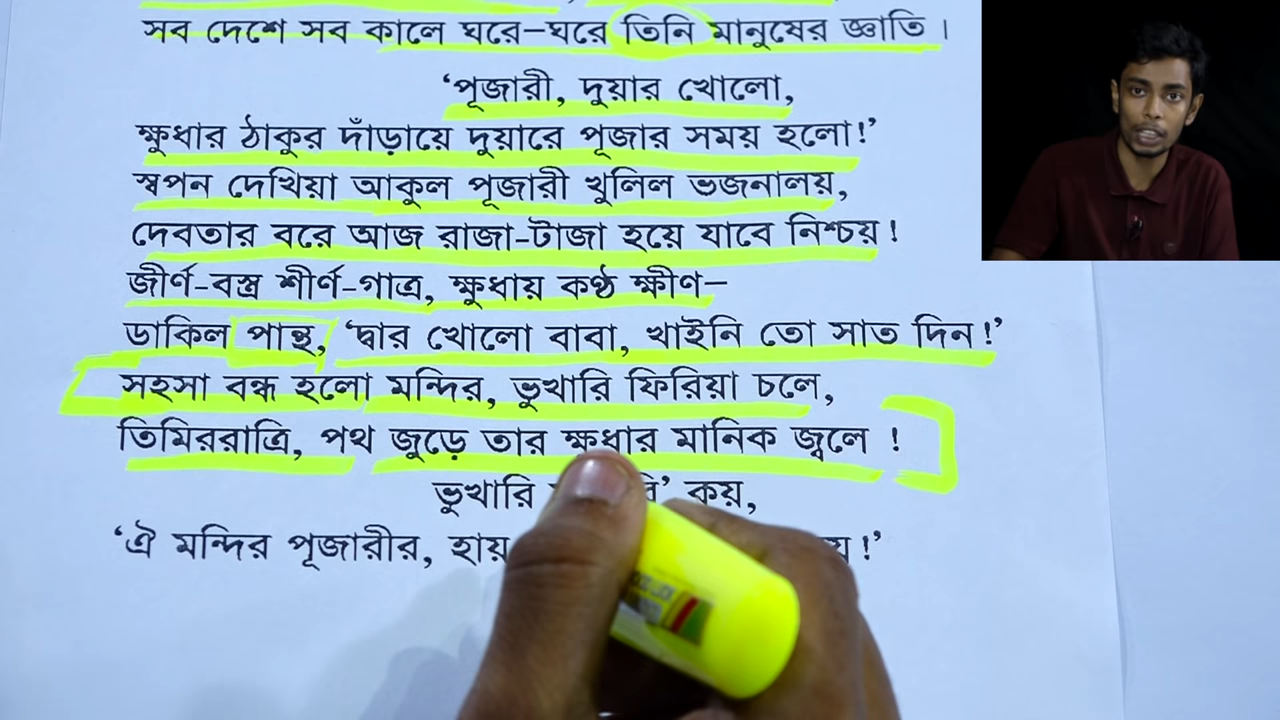 সব দেশে সব কালে ঘরে–ঘরে তিনি মানুষের জ্ঞাতি।
‘পূজারী, দুয়ার খোলো,
ক্ষুধার ঠাকুর দাঁড়ায়ে দুয়ারে পূজার সময় হলো!’
স্বপন দেখিয়া আকুল পূজারী খুলিল ভজনালয়,
দেবতার বরে আজ রাজা-টাজা হয়ে যাবে নিশ্চয়!
জীর্ণ-বস্ত্র শীর্ণ-গাত্র, ক্ষুধায় কণ্ঠ ক্ষীণ–
ডাকিল পান্থ, ‘দ্বার খোলো বাবা, খাইনি তো সাত দিন!’
সহসা বন্ধ হলো মন্দির, ভুখারি ফিরিয়া চলে,
তিমিররাত্রি, পথ জুড়ে তার ক্ষুধার মানিক জ্বলে !
ভুখারি কয়,
‘ঐ মন্দির পূজারীর, হায়